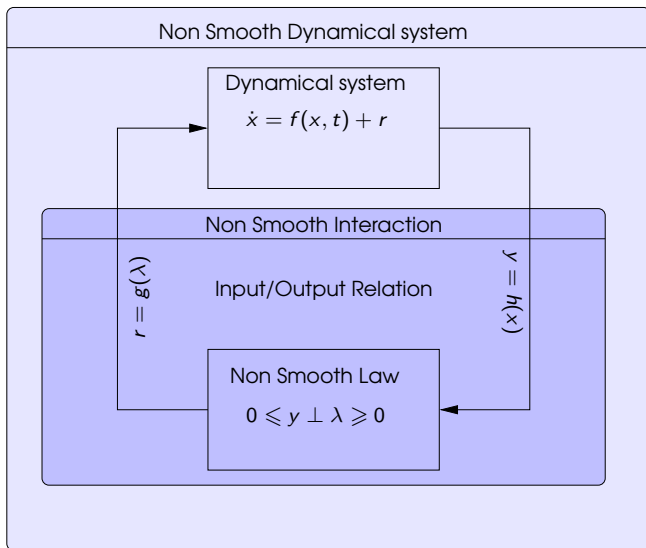 Non Smooth Dynamical system
Dynamical system
ẋ = f(x, t) + r
Non Smooth Interaction
r = g(λ)
Input/Output Relation
y = h(x)
Non Smooth Law
0 ⩽ y ⊥ λ ⩾ 0